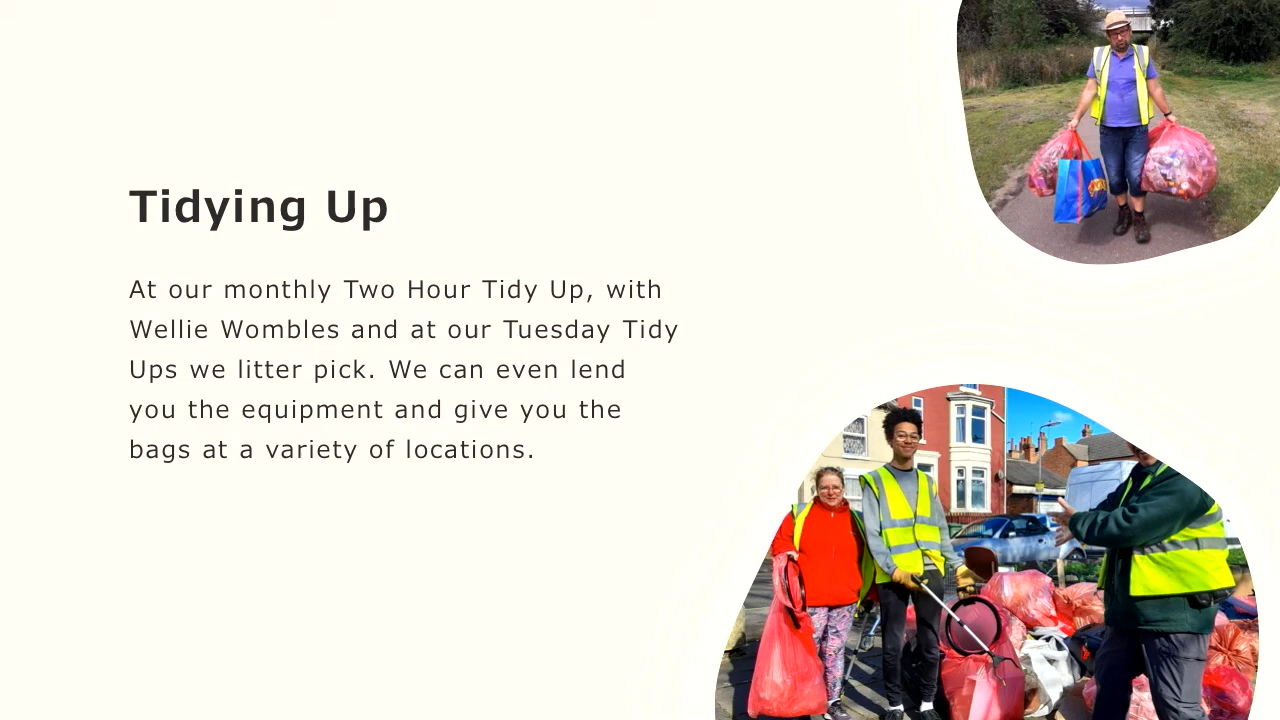 Tidying Up
At our monthly Two Hour Tidy Up, with
Wellie Wombles and at our Tuesday Tidy
Ups we litter pick. We can even lend
you the equipment and give you the
bags at a variety of locations.